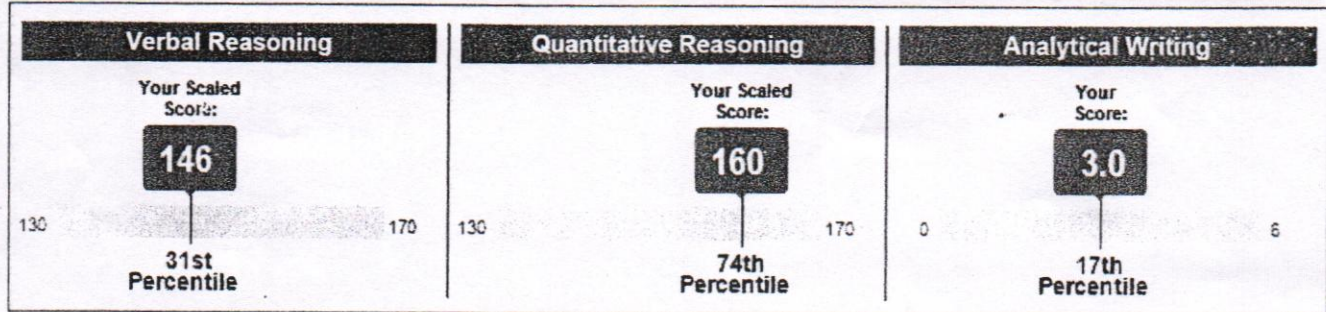 Verbal Reasoning
Your Scaled
Score:
146
130
170
31st
Percentile
Quantitative Reasoning
Your Scaled
Score:
160
130
170
74th
Percentile
Analytical Writing
Your
Score:
3.0
0
6
17th
Percentile